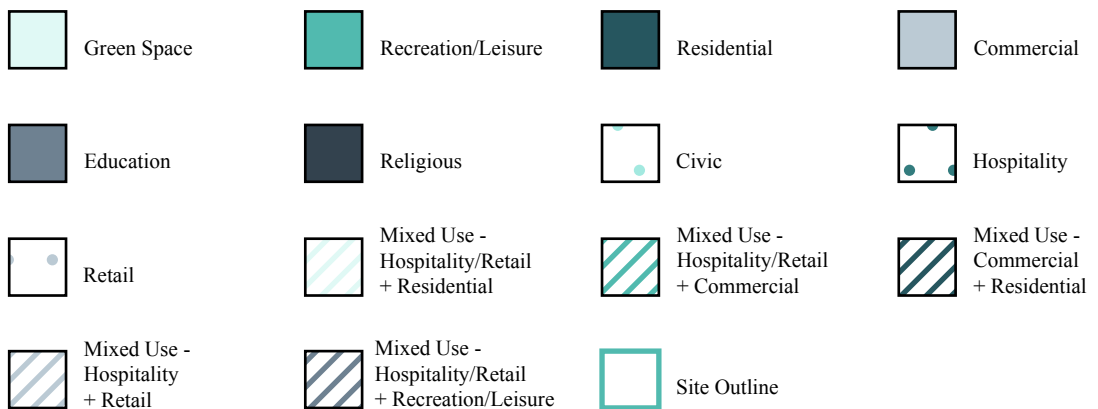 Green Space
Recreation/Leisure
Residential
Commercial
Education
Religious
Civic
Hospitality
Retail
Mixed Use -
Hospitality/Retail
+ Residential
Mixed Use -
Hospitality/Retail
+ Commercial
Mixed Use -
Commercial
+ Residential
Mixed Use -
Hospitality
+ Retail
Mixed Use -
Hospitality/Retail
+ Recreation/Leisure
Site Outline